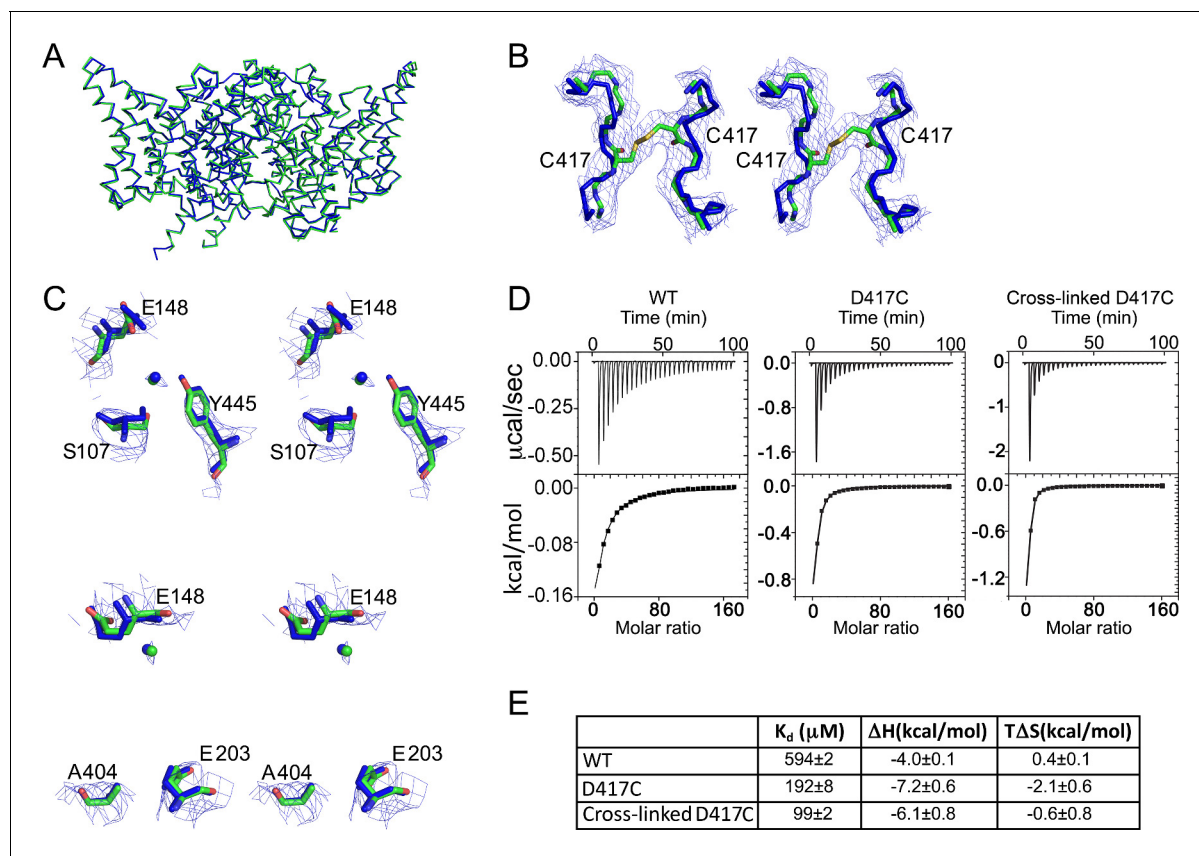 A
B
C417
C417
C417
C417
C
E148
E148
S107
Y445
S107
Y445
E148
E148
A404
E203
A404
E203
D
WT
Time (min)
0 50 100
D417C
Time (min)
0 50 100
Cross-linked D417C
Time (min)
0 50 100
µcal/sec
0.00
-0.25
-0.50
0.0
-0.8
-1.6
0
-1
-2
kcal/mol
0.00
-0.08
-0.16
0.0
-0.4
-0.8
0.0
-0.6
-1.2
0 80 160
Molar ratio
0 80 160
Molar ratio
0 80 160
Molar ratio
E
Kd (µM) ΔH(kcal/mol) TΔS(kcal/mol)
WT 594±2 -4.0±0.1 0.4±0.1
D417C 192±8 -7.2±0.6 -2.1±0.6
Cross-linked D417C 99±2 -6.1±0.8 -0.6±0.8